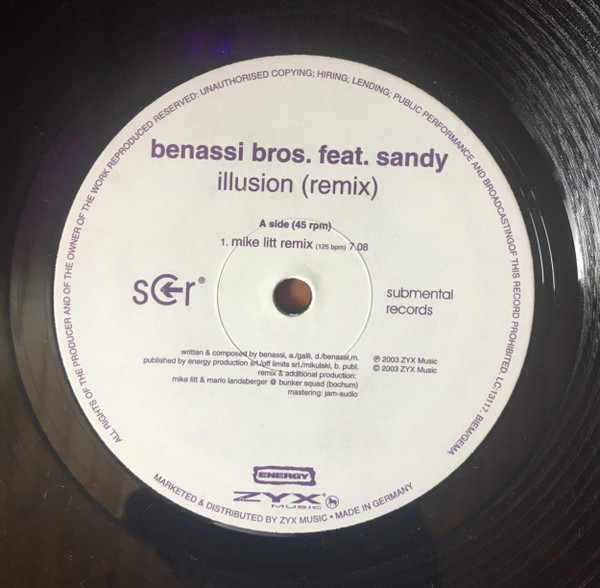 ALL RIGHTS OF THE PRODUCER AND OF THE OWNER OF THE WORK REPRODUCED RESERVED: UNAUTHORISED COPYING; HIRING; LENDING; PUBLIC PERFORMANCE AND BROADCASTINGOF THIS RECORD PROHIBITED. LC:13117. BIEM/GEMA
benassi bros. feat. sandy
illusion (remix)
A side (45 rpm)
1. mike litt remix (125 bpm) 7.08
submental
records
written & composed by benassi, a./galli, d./benassi,m.
published by energy production srl./off limits srl./mikulski, b. publ.
remix & additional production:
mike litt & mario landsberger @ bunker squad (bochum)
mastering: jam-audio
℗ 2003 ZYX Music
© 2003 ZYX Music
ENERGY
ZYX®
MUSIC
MARKETED & DISTRIBUTED BY ZYX MUSIC • MADE IN GERMANY